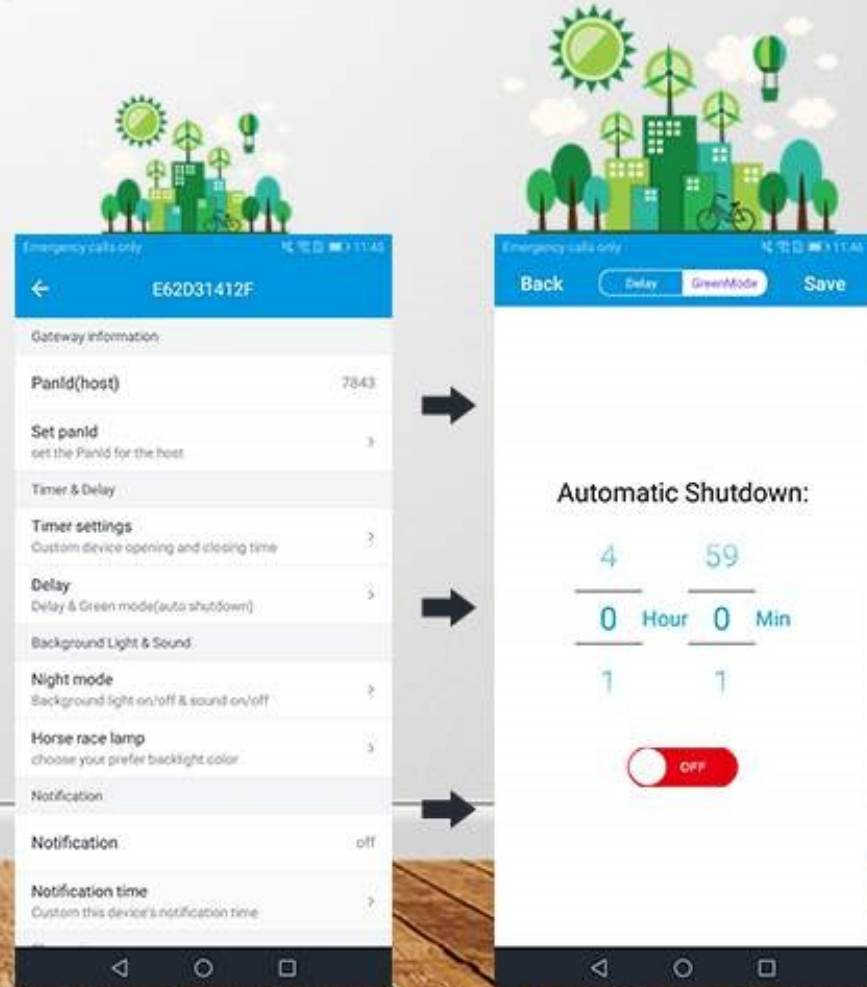 Emergency calls only
11:45
E62D31412F
Gateway information
PanId(host) 7843
Set panId
set the PanId for the host
Timer & Delay
Timer settings
Custom device opening and closing time
Delay
Delay & Green mode(auto shutdown)
Background Light & Sound
Night mode
Background light on/off & sound on/off
Horse race lamp
choose your prefer backlight color
Notification
Notification off
Notification time
Custom this device's notification time
Emergency calls only
11:46
Back Delay GreenMode Save
Automatic Shutdown:
4 59
0 Hour 0 Min
1 1
OFF